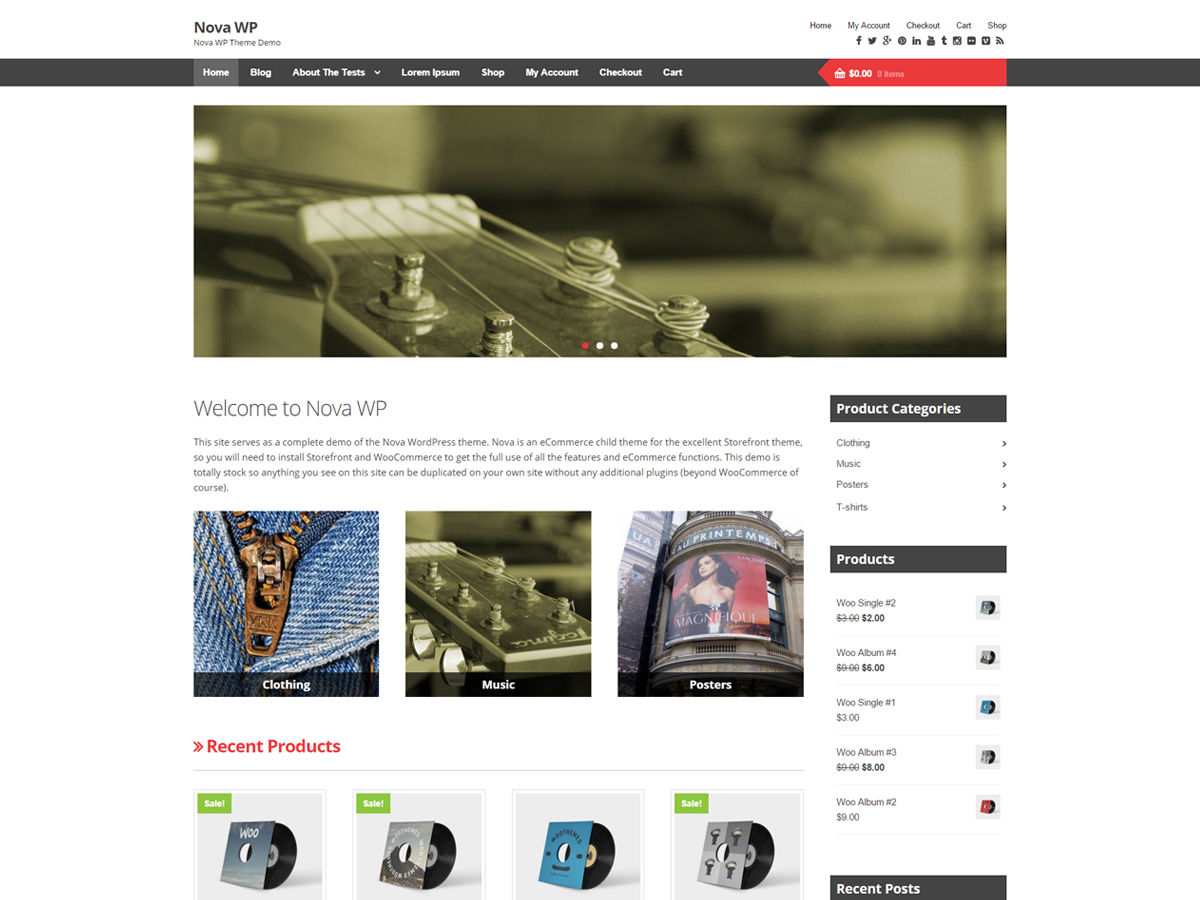 Nova WP
Nova WP Theme Demo
Home My Account Checkout Cart Shop
Home Blog About The Tests Lorem Ipsum Shop My Account Checkout Cart
$0.00 0 items
Welcome to Nova WP
This site serves as a complete demo of the Nova WordPress theme. Nova is an eCommerce child theme for the excellent Storefront theme,
so you will need to install Storefront and WooCommerce to get the full use of all the features and eCommerce functions. This demo is
totally stock so anything you see on this site can be duplicated on your own site without any additional plugins (beyond WooCommerce of
course).
YKK
Clothing
Music
AU PRINTEMPS
LANCÔME
MAGNIFIQUE
Posters
Recent Products
Sale!
WOO
Sale!
WOOTHEMES
Sale!
Product Categories
Clothing
Music
Posters
T-shirts
Products
Woo Single #2
$3.00 $2.00
Woo Album #4
$9.00 $6.00
Woo Single #1
$3.00
Woo Album #3
$9.00 $8.00
Woo Album #2
$9.00
Recent Posts